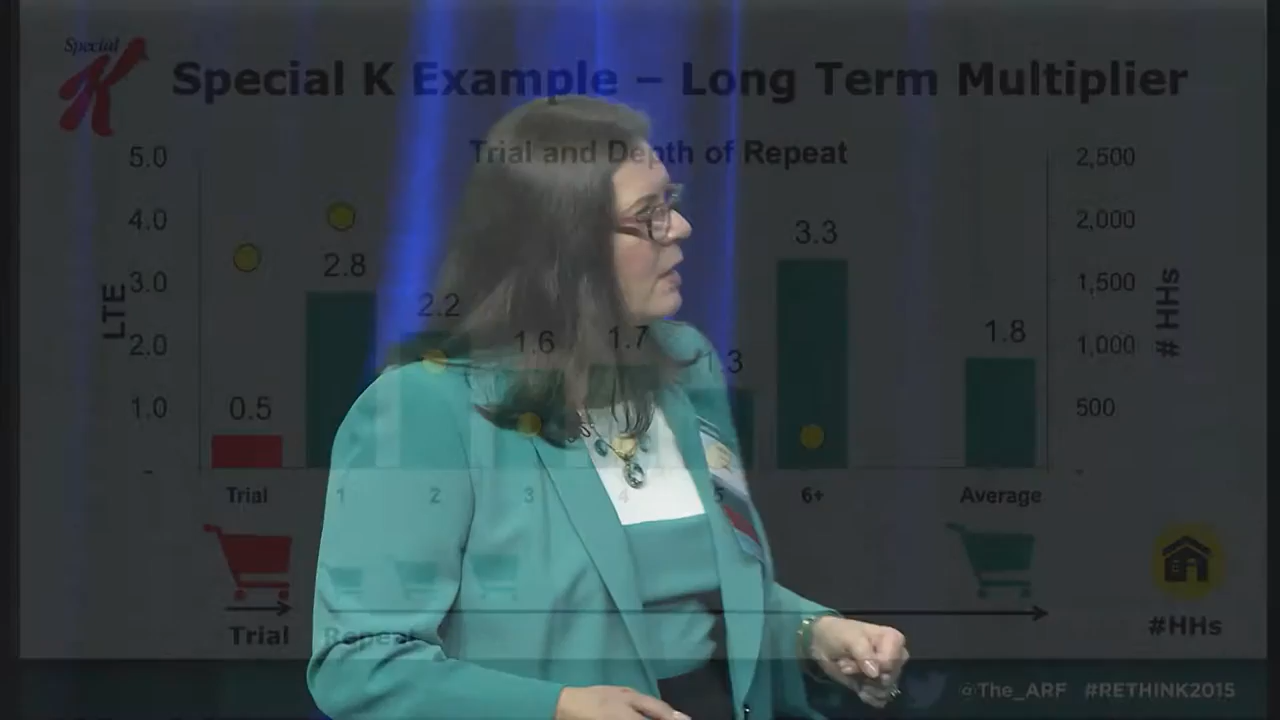 Special
K
Special K Example – Long Term Multiplier
Trial and Depth of Repeat
5.0
4.0
3.0
2.0
1.0
-
LTE
0.5
2.8
2.2
1.6
1.7
1.3
3.3
1.8
2,500
2,000
1,500
1,000
500
-
# HHs
Trial 1 2 3 4 5 6+ Average
Trial Repeat
#HHs
@The_ARF #RETHINK2015